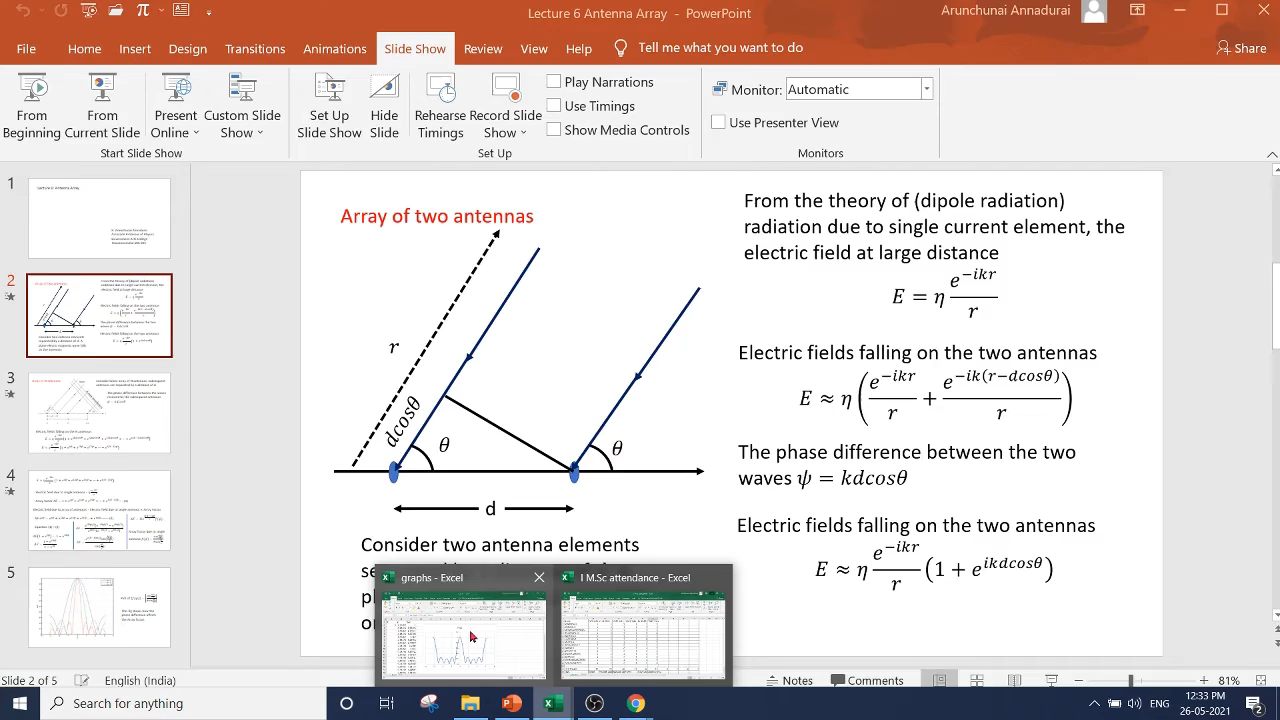 Lecture 6 Antenna Array - PowerPoint
Arunchunai Annadurai
File Home Insert Design Transitions Animations Slide Show Review View Help Tell me what you want to do Share
From Beginning
From Current Slide
Present Online
Custom Slide Show
Start Slide Show
Set Up Slide Show
Hide Slide
Rehearse Timings
Record Slide Show
Play Narrations
Use Timings
Show Media Controls
Set Up
Monitor: Automatic
Use Presenter View
Monitors
1
2
3
4
5
Array of two antennas
r
dcosθ
θ
θ
d
Consider two antenna elements
From the theory of (dipole radiation)
radiation due to single current element, the
electric field at large distance
E = η e^{-ikr}/r
Electric fields falling on the two antennas
E ≈ η (e^{-ikr}/r + e^{-ik(r-dcosθ)}/r)
The phase difference between the two
waves ψ = kdcosθ
Electric fields falling on the two antennas
E ≈ η e^{-ikr}/r (1 + e^{ikdcosθ})
graphs - Excel
I M.Sc attendance - Excel
Slide 2 of 5 English (India) Notes Comments 81%
Search for anything
ENG
12:33 PM
26-05-2021
2